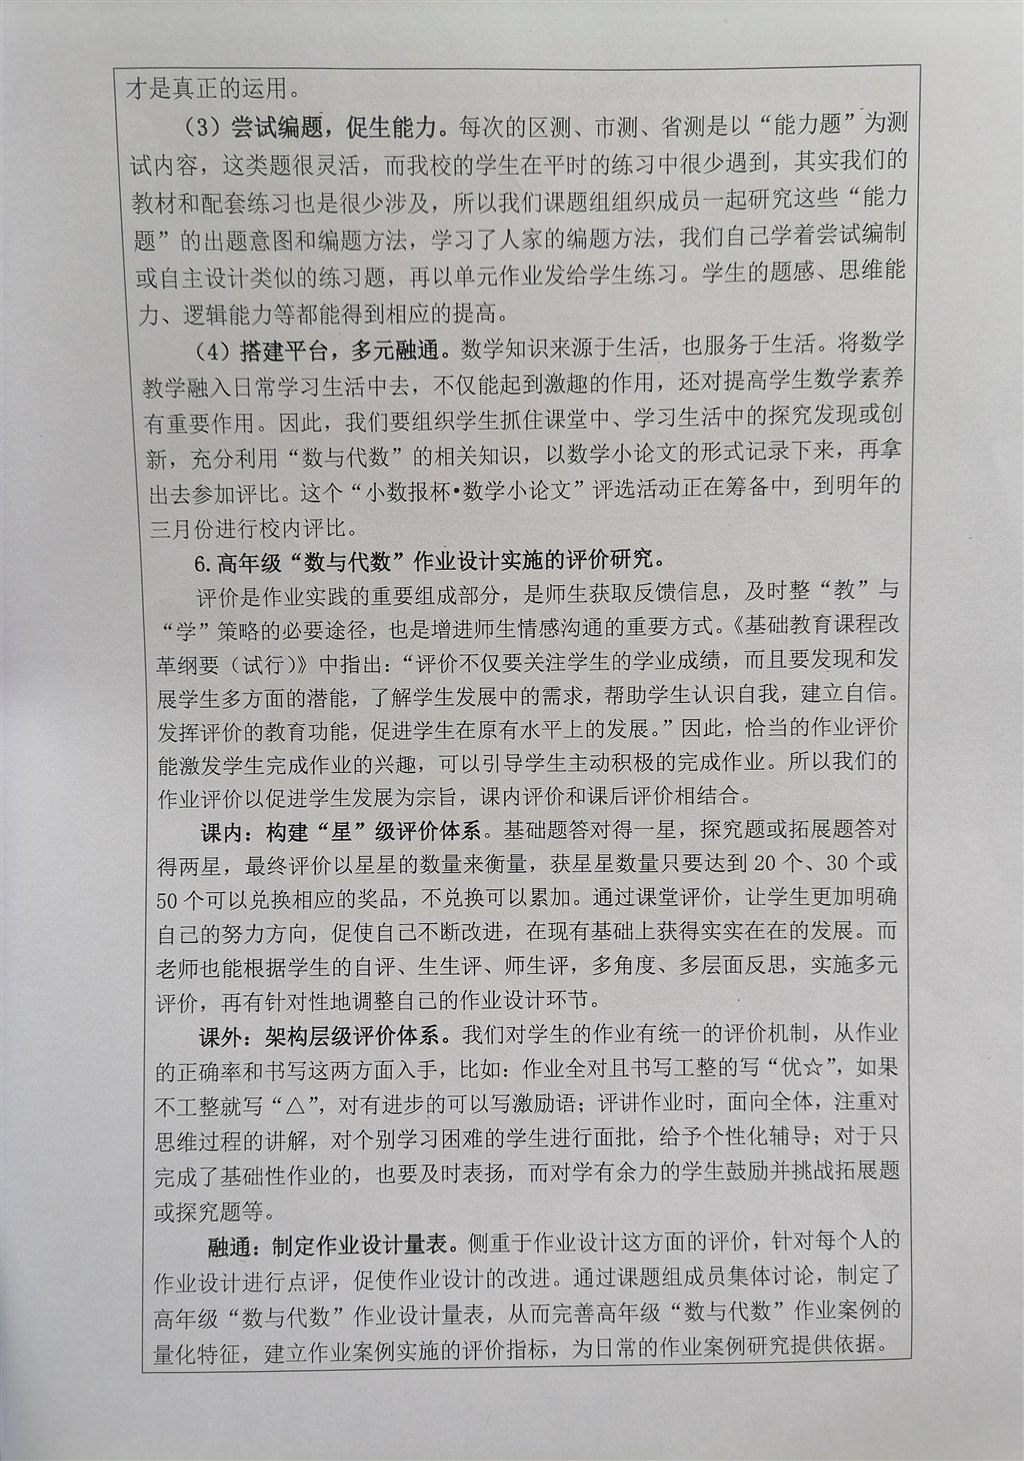 才是真正的运用。
（3）尝试编题，促生能力。每次的区测、市测、省测是以“能力题”为测
试内容，这类题很灵活，而我校的学生在平时的练习中很少遇到，其实我们的
教材和配套练习也是很少涉及，所以我们课题组组织成员一起研究这些“能力
题”的出题意图和编题方法，学习了人家的编题方法，我们自己学着尝试编制
或自主设计类似的练习题，再以单元作业发给学生练习。学生的题感、思维能
力、逻辑能力等都能得到相应的提高。
（4）搭建平台，多元融通。数学知识来源于生活，也服务于生活。将数学
教学融入日常学习生活中去，不仅能起到激趣的作用，还对提高学生数学素养
有重要作用。因此，我们要组织学生抓住课堂中、学习生活中的探究发现或创
新，充分利用“数与代数”的相关知识，以数学小论文的形式记录下来，再拿
出去参加评比。这个“小数报杯•数学小论文”评选活动正在筹备中，到明年的
三月份进行校内评比。
6.高年级“数与代数”作业设计实施的评价研究。
评价是作业实践的重要组成部分，是师生获取反馈信息，及时整“教”与
“学”策略的必要途径，也是增进师生情感沟通的重要方式。《基础教育课程改
革纲要（试行）》中指出：“评价不仅要关注学生的学业成绩，而且要发现和发
展学生多方面的潜能，了解学生发展中的需求，帮助学生认识自我，建立自信。
发挥评价的教育功能，促进学生在原有水平上的发展。”因此，恰当的作业评价
能激发学生完成作业的兴趣，可以引导学生主动积极的完成作业。所以我们的
作业评价以促进学生发展为宗旨，课内评价和课后评价相结合。
课内：构建“星”级评价体系。基础题答对得一星，探究题或拓展题答对
得两星，最终评价以星星的数量来衡量，获星星数量只要达到 20 个、30 个或
50 个可以兑换相应的奖品，不兑换可以累加。通过课堂评价，让学生更加明确
自己的努力方向，促使自己不断改进，在现有基础上获得实实在在的发展。而
老师也能根据学生的自评、生生评、师生评，多角度、多层面反思，实施多元
评价，再有针对性地调整自己的作业设计环节。
课外：架构层级评价体系。我们对学生的作业有统一的评价机制，从作业
的正确率和书写这两方面入手，比如：作业全对且书写工整的写“优☆”，如果
不工整就写“△”，对有进步的可以写激励语；评讲作业时，面向全体，注重对
思维过程的讲解，对个别学习困难的学生进行面批，给予个性化辅导；对于只
完成了基础性作业的，也要及时表扬，而对学有余力的学生鼓励并挑战拓展题
或探究题等。
融通：制定作业设计量表。侧重于作业设计这方面的评价，针对每个人的
作业设计进行点评，促使作业设计的改进。通过课题组成员集体讨论，制定了
高年级“数与代数”作业设计量表，从而完善高年级“数与代数”作业案例的
量化特征，建立作业案例实施的评价指标，为日常的作业案例研究提供依据。